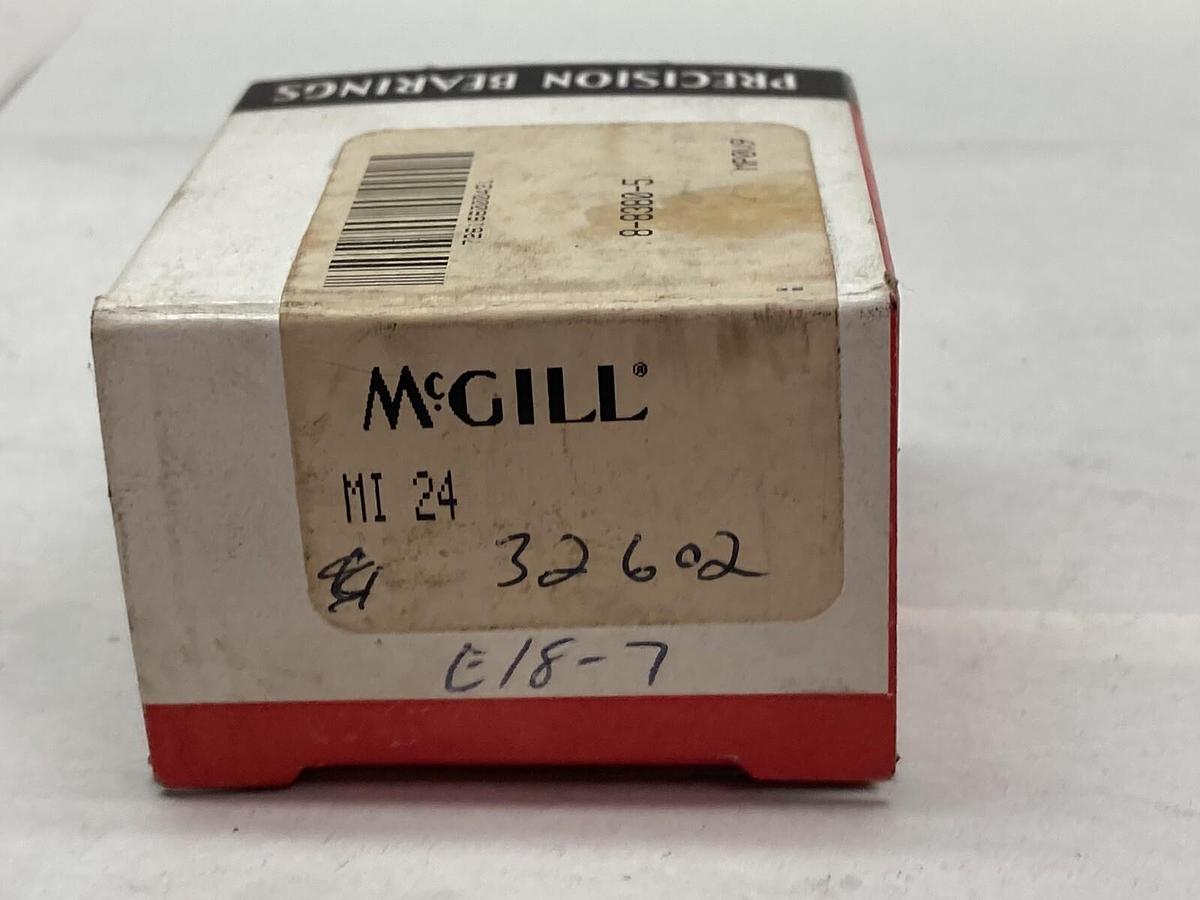 PRECISION BEARINGS
8-8380-5
McGILL®
MI 24
32602
E18-7